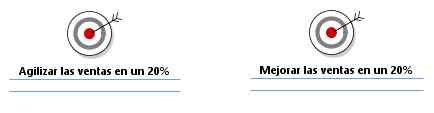 Agilizar las ventas en un 20%
Mejorar las ventas en un 20%